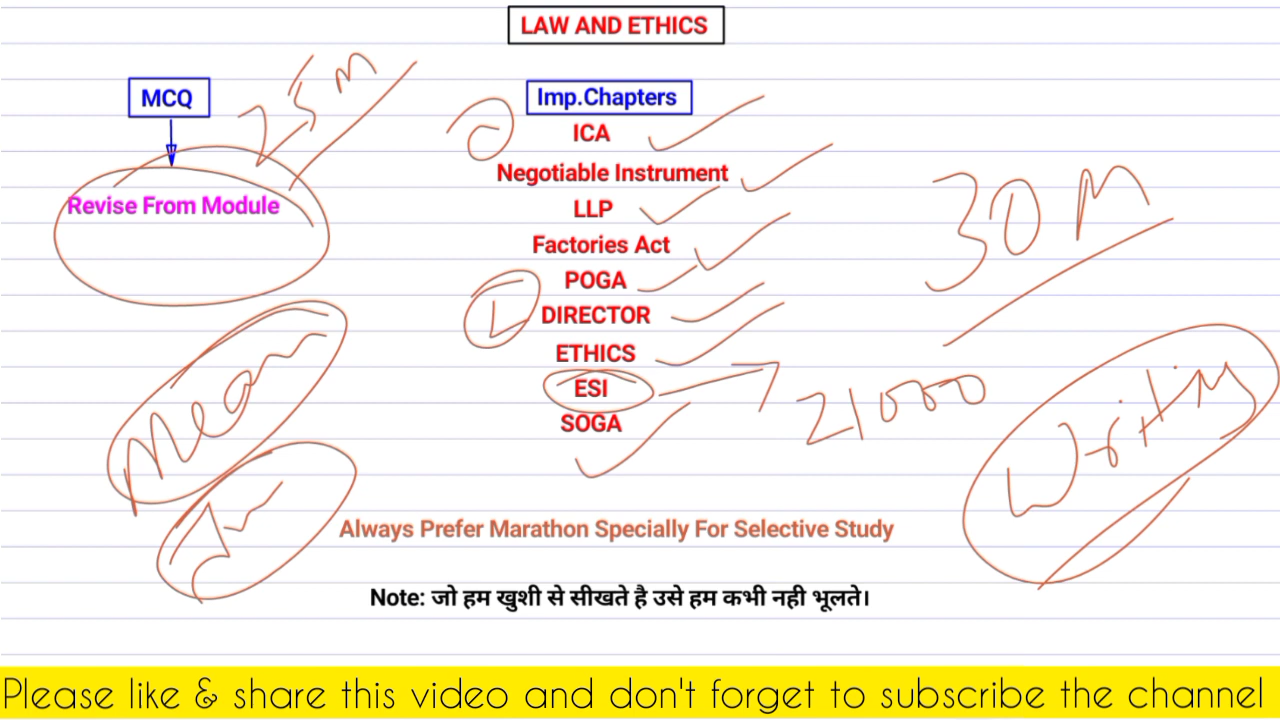 LAW AND ETHICS
MCQ
25 M
Revise From Module
Mean
Imp.Chapters
ICA
Negotiable Instrument
LLP
Factories Act
POGA
DIRECTOR
ETHICS
ESI
SOGA
30 M
21000
Writing
Always Prefer Marathon Specially For Selective Study
Note: जो हम खुशी से सीखते है उसे हम कभी नही भूलते।
Please like & share this video and don't forget to subscribe the channel